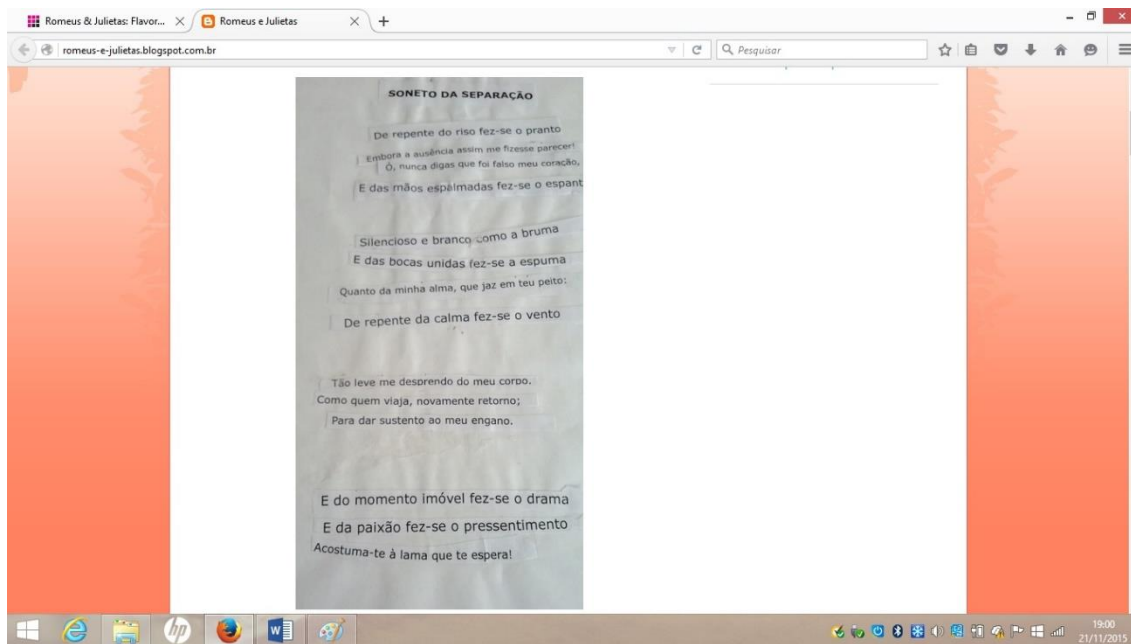 Romeus & Julietas: Flavor...
Romeus e Julietas
romeus-e-julietas.blogspot.com.br
Pesquisar
SONETO DA SEPARAÇÃO
De repente do riso fez-se o pranto
Embora a ausência assim me fizesse parecer!
Ó, nunca digas que foi falso meu coração,
E das mãos espalmadas fez-se o espant
Silencioso e branco como a bruma
E das bocas unidas fez-se a espuma
Quanto da minha alma, que jaz em teu peito:
De repente da calma fez-se o vento
Tão leve me desprendo do meu corpo.
Como quem viaja, novamente retorno;
Para dar sustento ao meu engano.
E do momento imóvel fez-se o drama
E da paixão fez-se o pressentimento
Acostuma-te à lama que te espera!
hp
19:00
21/11/2015